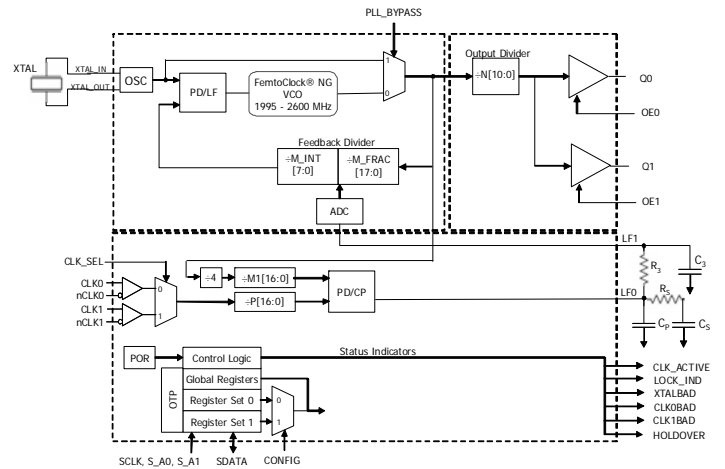 PLL_BYPASS
XTAL
XTAL_IN
XTAL_OUT
OSC
PD/LF
FemtoClock® NG
VCO
1995 - 2600 MHz
1
0
Output Divider
÷N[10:0]
Q0
OE0
Q1
OE1
Feedback Divider
÷M_INT
[7:0]
÷M_FRAC
[17:0]
ADC
LF1
CLK_SEL
CLK0
nCLK0
CLK1
nCLK1
0
1
÷4
÷M1[16:0]
÷P[16:0]
PD/CP
LF0
R3
C3
RS
CP
CS
POR
Control Logic
Status Indicators
OTP
Global Registers
Register Set 0
Register Set 1
0
1
CLK_ACTIVE
LOCK_IND
XTALBAD
CLK0BAD
CLK1BAD
HOLDOVER
SCLK, S_A0, S_A1
SDATA
CONFIG